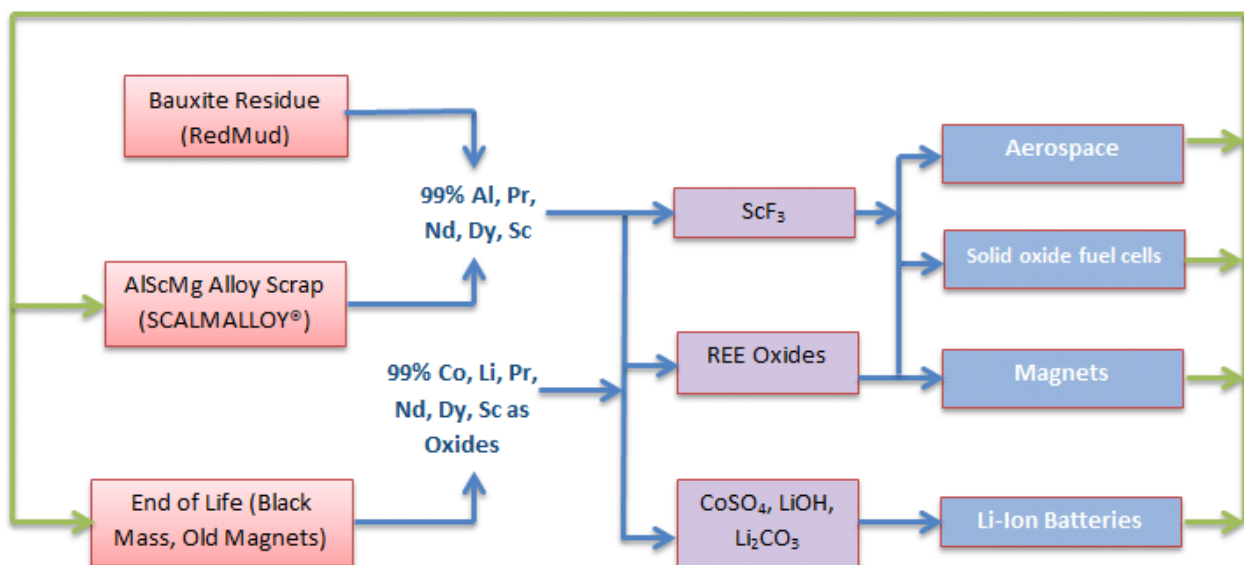 Bauxite Residue
(RedMud)
99% Al, Pr,
Nd, Dy, Sc
AlScMg Alloy Scrap
(SCALMALLOY®)
99% Co, Li, Pr,
Nd, Dy, Sc as
Oxides
End of Life (Black
Mass, Old Magnets)
ScF₃
REE Oxides
CoSO₄, LiOH,
Li₂CO₃
Aerospace
Solid oxide fuel cells
Magnets
Li-Ion Batteries